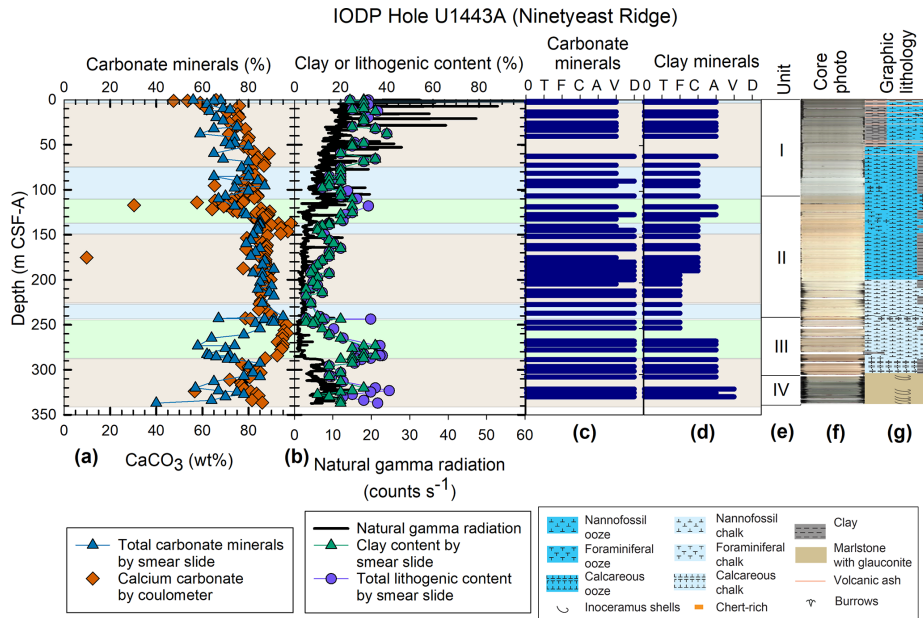 IODP Hole U1443A (Ninetyeast Ridge)
Carbonate minerals (%)
0 20 40 60 80 100
Clay or lithogenic content (%)
0 20 40 60 80 100
Carbonate
minerals
0 T F C A V D
Clay minerals
0 T F C A V D
Unit
Core
photo
Graphic
lithology
Depth (m CSF-A)
0
50
100
150
200
250
300
350
I
II
III
IV
0 20 40 60 80
0 10 20 30 40 50 60
(a)
CaCO3 (wt%)
(b)
Natural gamma radiation
(counts s-1)
(c)
(d)
(e)
(f)
(g)
Total carbonate minerals
by smear slide
Calcium carbonate
by coulometer
Natural gamma radiation
Clay content by
smear slide
Total lithogenic content
by smear slide
Nannofossil
ooze
Foraminiferal
ooze
Calcareous
ooze
Inoceramus shells
Nannofossil
chalk
Foraminiferal
chalk
Calcareous
chalk
Chert-rich
Clay
Marlstone
with glauconite
Volcanic ash
Burrows